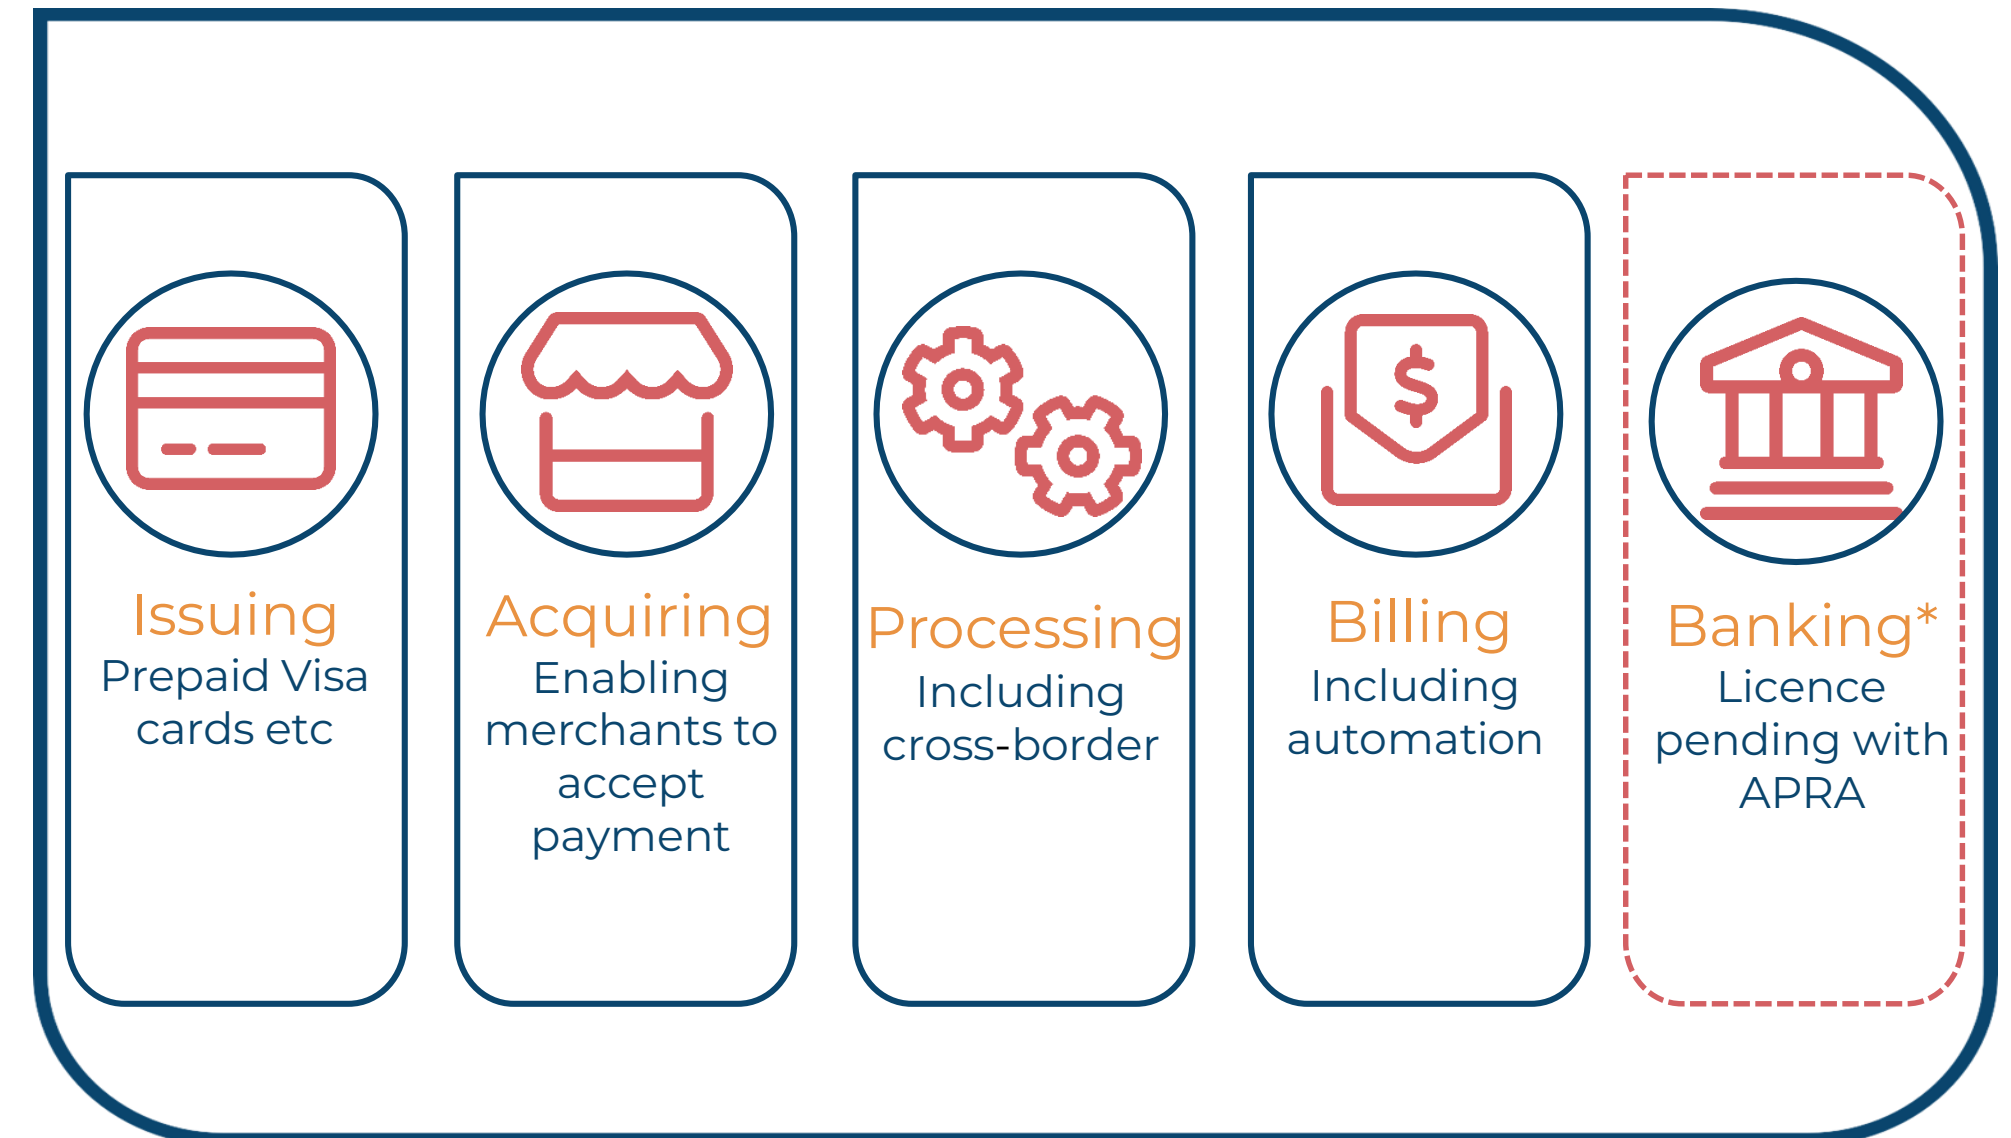 Issuing
Prepaid Visa
cards etc
Acquiring
Enabling
merchants to
accept
payment
Processing
Including
cross-border
Billing
Including
automation
Banking*
Licence
pending with
APRA